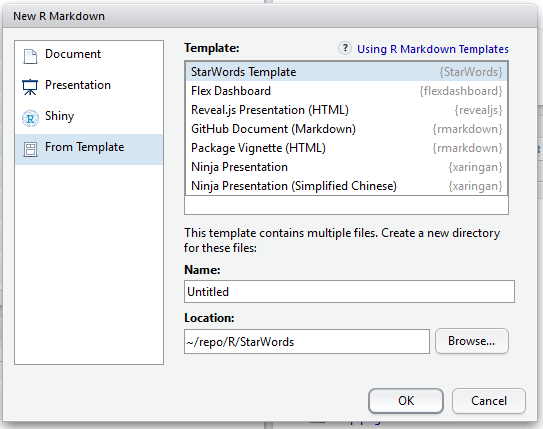 New R Markdown
Document
Presentation
Shiny
From Template
Template:
? Using R Markdown Templates
StarWords Template {StarWords}
Flex Dashboard {flexdashboard}
Reveal.js Presentation (HTML) {revealjs}
GitHub Document (Markdown) {rmarkdown}
Package Vignette (HTML) {rmarkdown}
Ninja Presentation {xaringan}
Ninja Presentation (Simplified Chinese) {xaringan}
This template contains multiple files. Create a new directory
for these files:
Name:
Untitled
Location:
~/repo/R/StarWords
Browse...
OK
Cancel